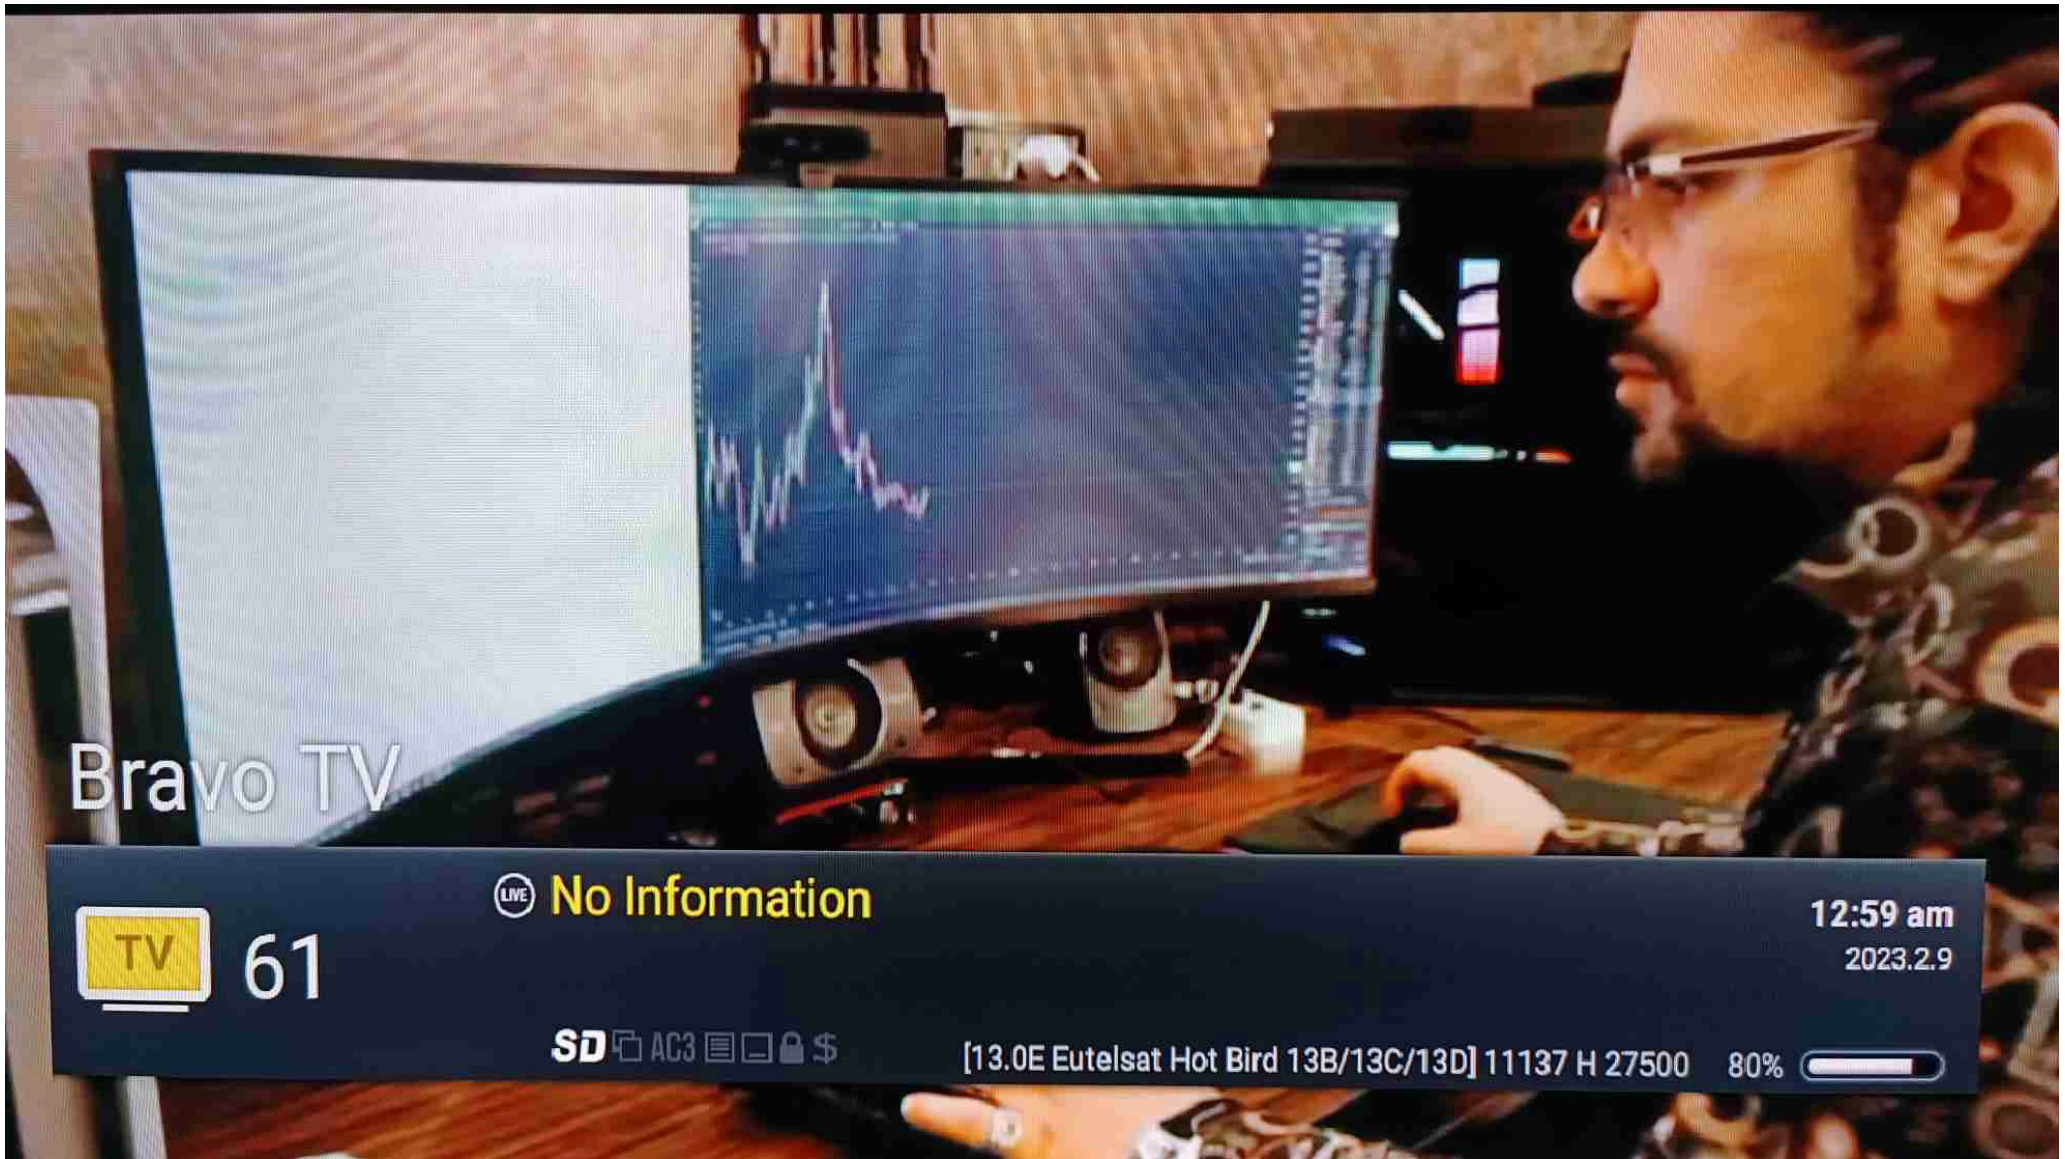 Bravo TV
LIVE No Information
TV 61
12:59 am
2023.2.9
SD AC3 $
[13.0E Eutelsat Hot Bird 13B/13C/13D] 11137 H 27500 80%